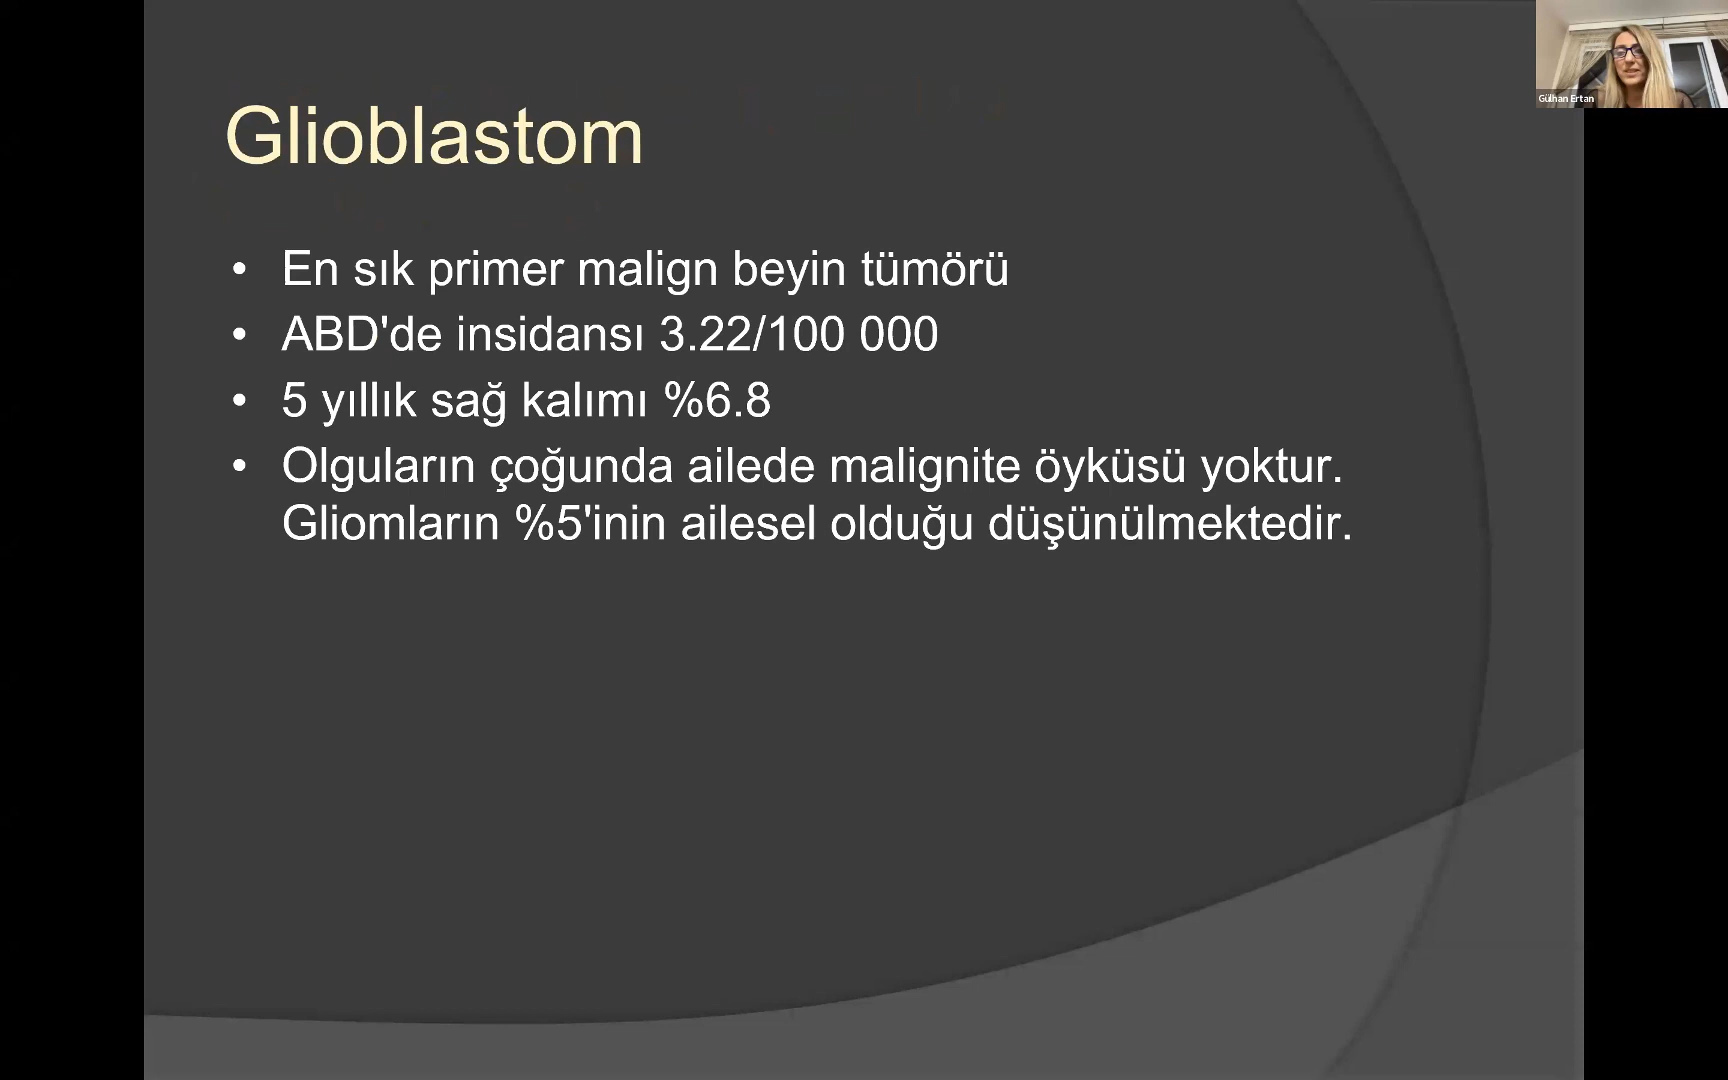 Glioblastom
• En sık primer malign beyin tümörü
• ABD'de insidansı 3.22/100 000
• 5 yıllık sağ kalımı %6.8
• Olguların çoğunda ailede malignite öyküsü yoktur.
Gliomların %5'inin ailesel olduğu düşünülmektedir.
Gülhan Ertan